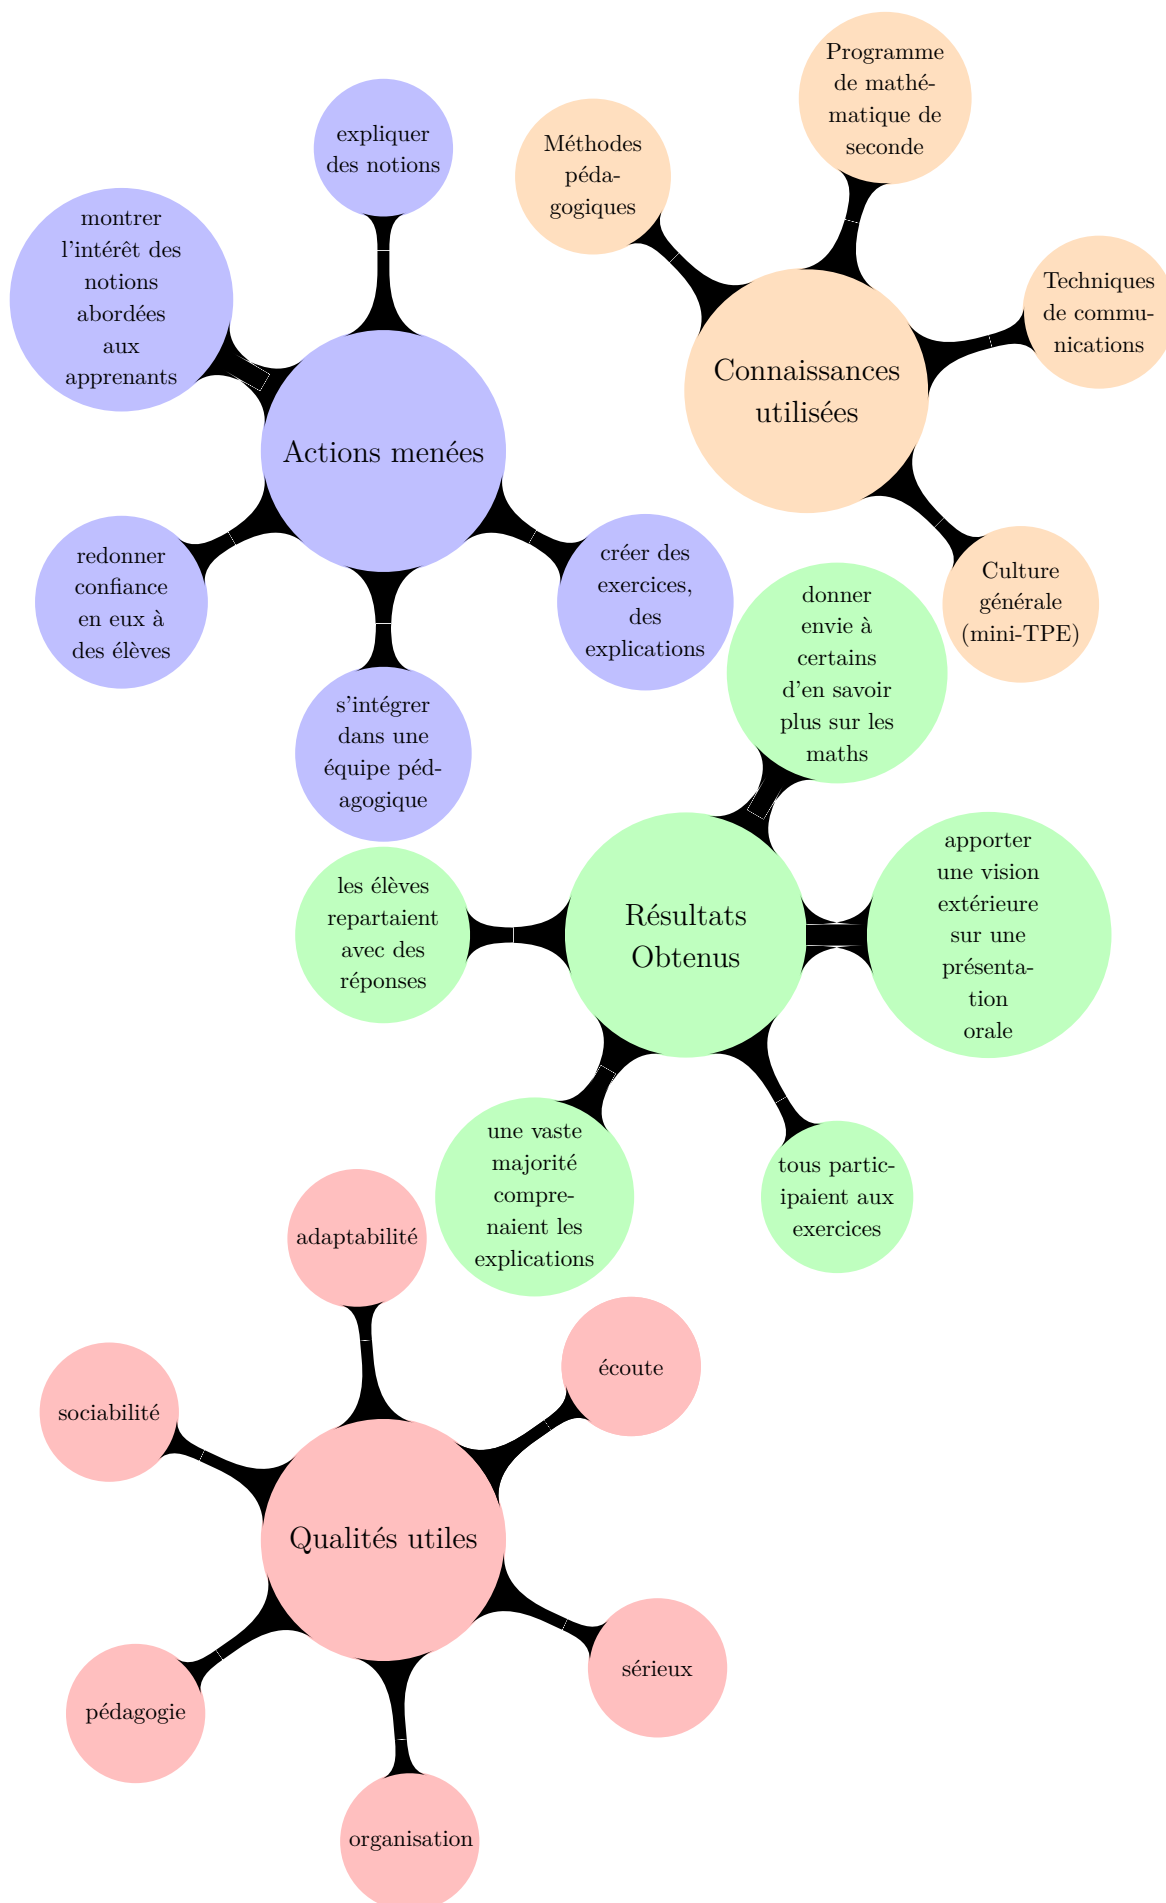 Actions menées
expliquer
des notions
montrer
l'intérêt des
notions
abordées
aux
apprenants
redonner
confiance
en eux à
des élèves
s'intégrer
dans une
équipe péd-
agogique
créer des
exercices,
des
explications
Connaissances
utilisées
Méthodes
péda-
gogiques
Programme
de mathé-
matique de
seconde
Techniques
de commu-
nications
Culture
générale
(mini-TPE)
Résultats
Obtenus
donner
envie à
certains
d'en savoir
plus sur les
maths
apporter
une vision
extérieure
sur une
présenta-
tion
orale
les élèves
repartaient
avec des
réponses
une vaste
majorité
compre-
naient les
explications
tous partic-
ipaient aux
exercices
Qualités utiles
adaptabilité
écoute
sociabilité
pédagogie
organisation
sérieux